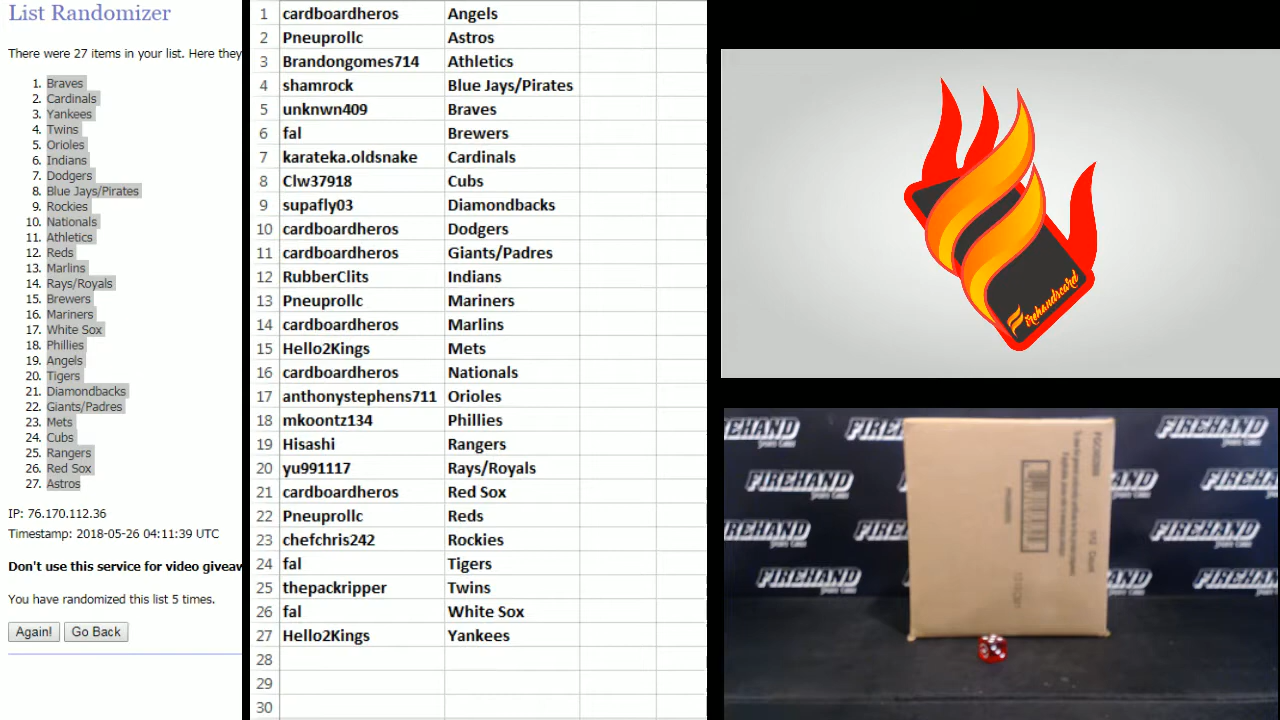 List Randomizer
There were 27 items in your list. Here they
1. Braves
2. Cardinals
3. Yankees
4. Twins
5. Orioles
6. Indians
7. Dodgers
8. Blue Jays/Pirates
9. Rockies
10. Nationals
11. Athletics
12. Reds
13. Marlins
14. Rays/Royals
15. Brewers
16. Mariners
17. White Sox
18. Phillies
19. Angels
20. Tigers
21. Diamondbacks
22. Giants/Padres
23. Mets
24. Cubs
25. Rangers
26. Red Sox
27. Astros
IP: 76.170.112.36
Timestamp: 2018-05-26 04:11:39 UTC
Don't use this service for video giveaw
You have randomized this list 5 times.
Again! Go Back
1 cardboardheros Angels
2 Pneuprollc Astros
3 Brandongomes714 Athletics
4 shamrock Blue Jays/Pirates
5 unknwn409 Braves
6 fal Brewers
7 karateka.oldsnake Cardinals
8 Clw37918 Cubs
9 supafly03 Diamondbacks
10 cardboardheros Dodgers
11 cardboardheros Giants/Padres
12 RubberClits Indians
13 Pneuprollc Mariners
14 cardboardheros Marlins
15 Hello2Kings Mets
16 cardboardheros Nationals
17 anthonystephens711 Orioles
18 mkoontz134 Phillies
19 Hisashi Rangers
20 yu991117 Rays/Royals
21 cardboardheros Red Sox
22 Pneuprollc Reds
23 chefchris242 Rockies
24 fal Tigers
25 thepackripper Twins
26 fal White Sox
27 Hello2Kings Yankees
28
29
30
Firehandscard
FIREHAND
FIREHAND
FIREHAND
FIREHAND
FIREHAND
FIREHAND
FIREHAND